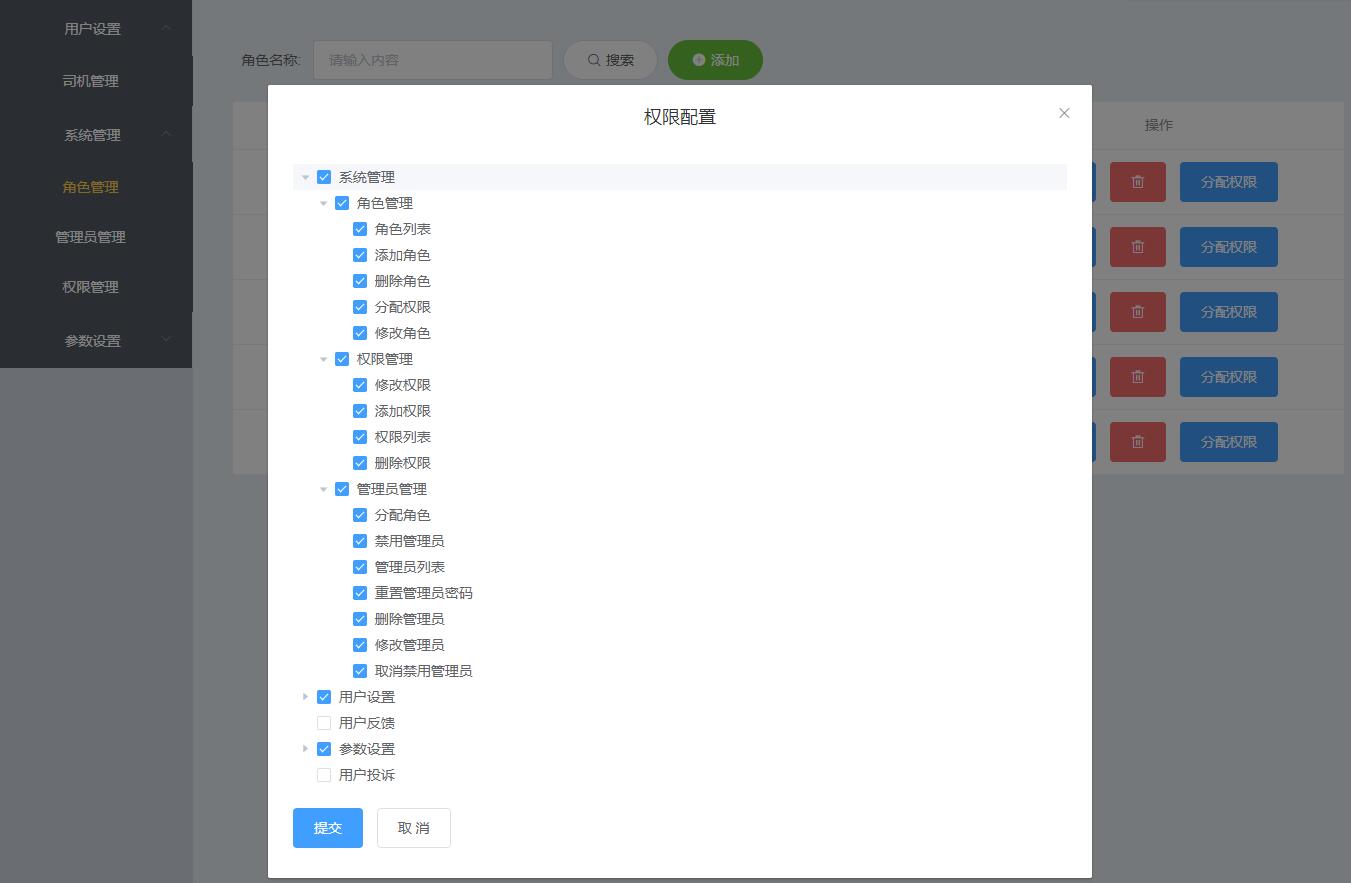 用户设置
司机管理
系统管理
角色管理
管理员管理
权限管理
参数设置
角色名称: 请输入内容 搜索 添加
操作
分配权限
分配权限
分配权限
分配权限
分配权限
权限配置
系统管理
角色管理
角色列表
添加角色
删除角色
分配权限
修改角色
权限管理
修改权限
添加权限
权限列表
删除权限
管理员管理
分配角色
禁用管理员
管理员列表
重置管理员密码
删除管理员
修改管理员
取消禁用管理员
用户设置
用户反馈
参数设置
用户投诉
提交 取 消